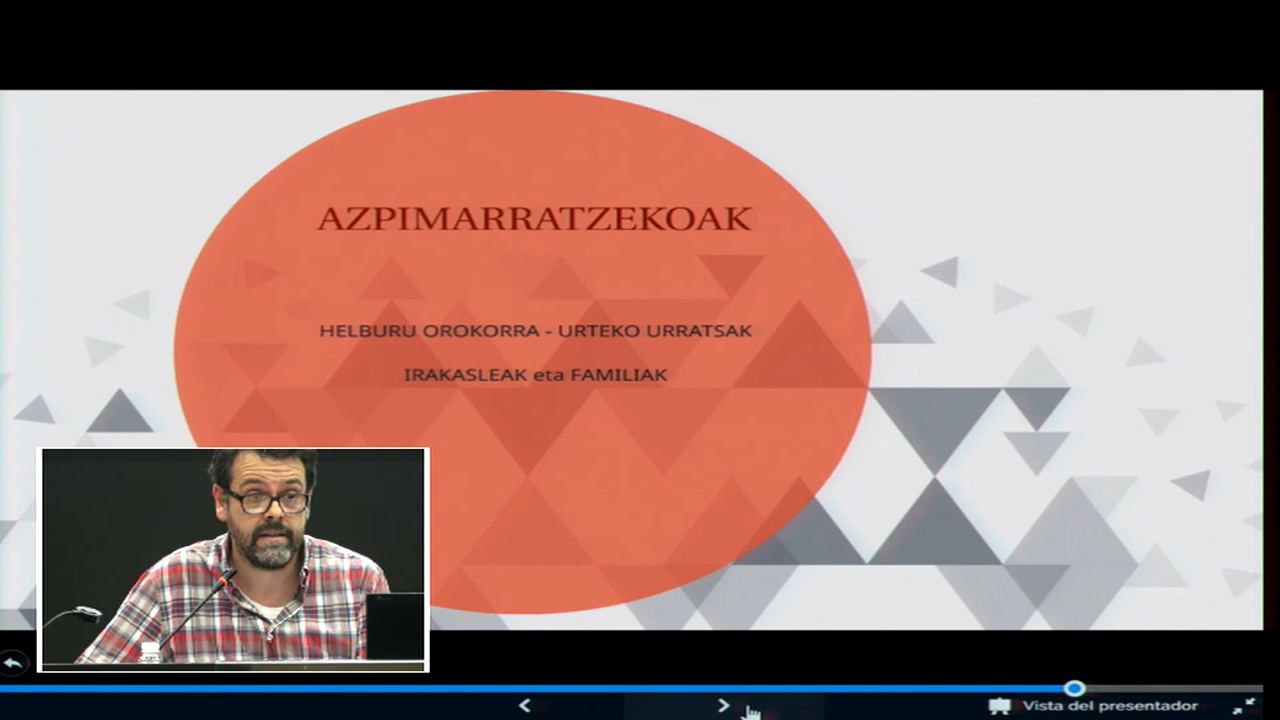 AZPIMARRATZEKOAK
HELBURU OROKORRA - URTEKO URRATSAK
IRAKASLEAK eta FAMILIAK
Vista del presentador